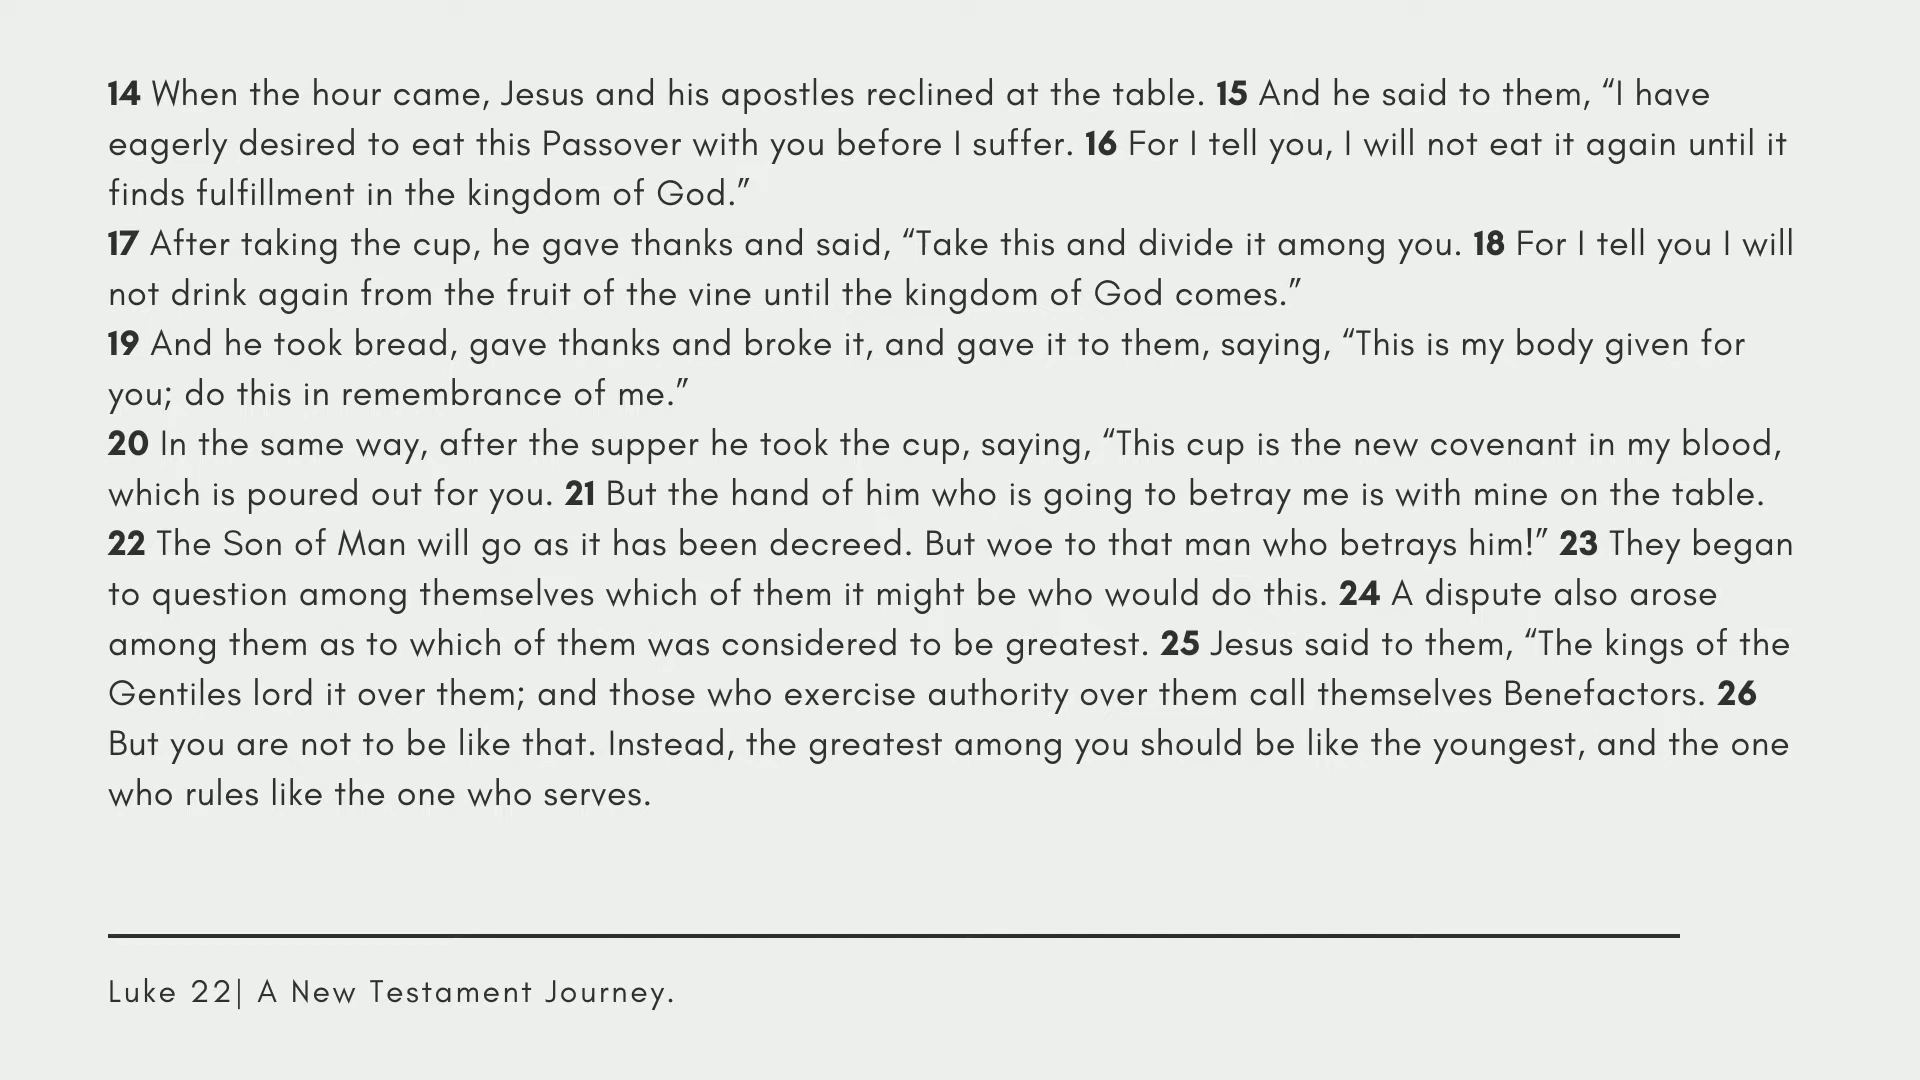 14 When the hour came, Jesus and his apostles reclined at the table. 15 And he said to them, “I have
eagerly desired to eat this Passover with you before I suffer. 16 For I tell you, I will not eat it again until it
finds fulfillment in the kingdom of God.”
17 After taking the cup, he gave thanks and said, “Take this and divide it among you. 18 For I tell you I will
not drink again from the fruit of the vine until the kingdom of God comes.”
19 And he took bread, gave thanks and broke it, and gave it to them, saying, “This is my body given for
you; do this in remembrance of me.”
20 In the same way, after the supper he took the cup, saying, “This cup is the new covenant in my blood,
which is poured out for you. 21 But the hand of him who is going to betray me is with mine on the table.
22 The Son of Man will go as it has been decreed. But woe to that man who betrays him!” 23 They began
to question among themselves which of them it might be who would do this. 24 A dispute also arose
among them as to which of them was considered to be greatest. 25 Jesus said to them, “The kings of the
Gentiles lord it over them; and those who exercise authority over them call themselves Benefactors. 26
But you are not to be like that. Instead, the greatest among you should be like the youngest, and the one
who rules like the one who serves.
Luke 22| A New Testament Journey.